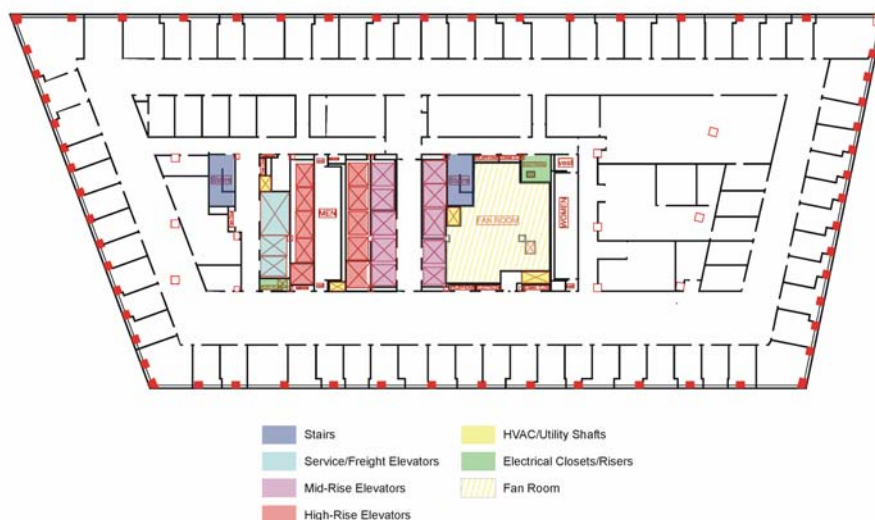 MEN
FAN ROOM
WOMEN
Stairs
Service/Freight Elevators
Mid-Rise Elevators
High-Rise Elevators
HVAC/Utility Shafts
Electrical Closets/Risers
Fan Room